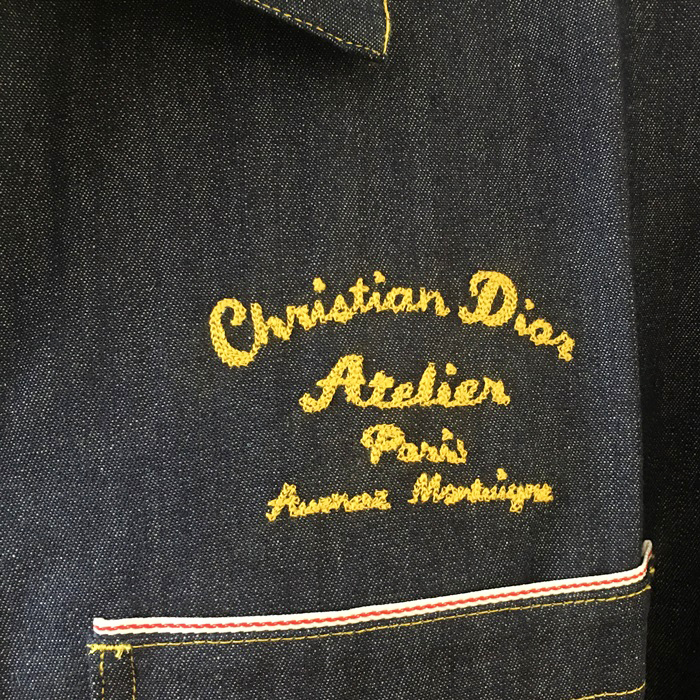 Christian Dior
Atelier
Paris
Avenue Montaigne